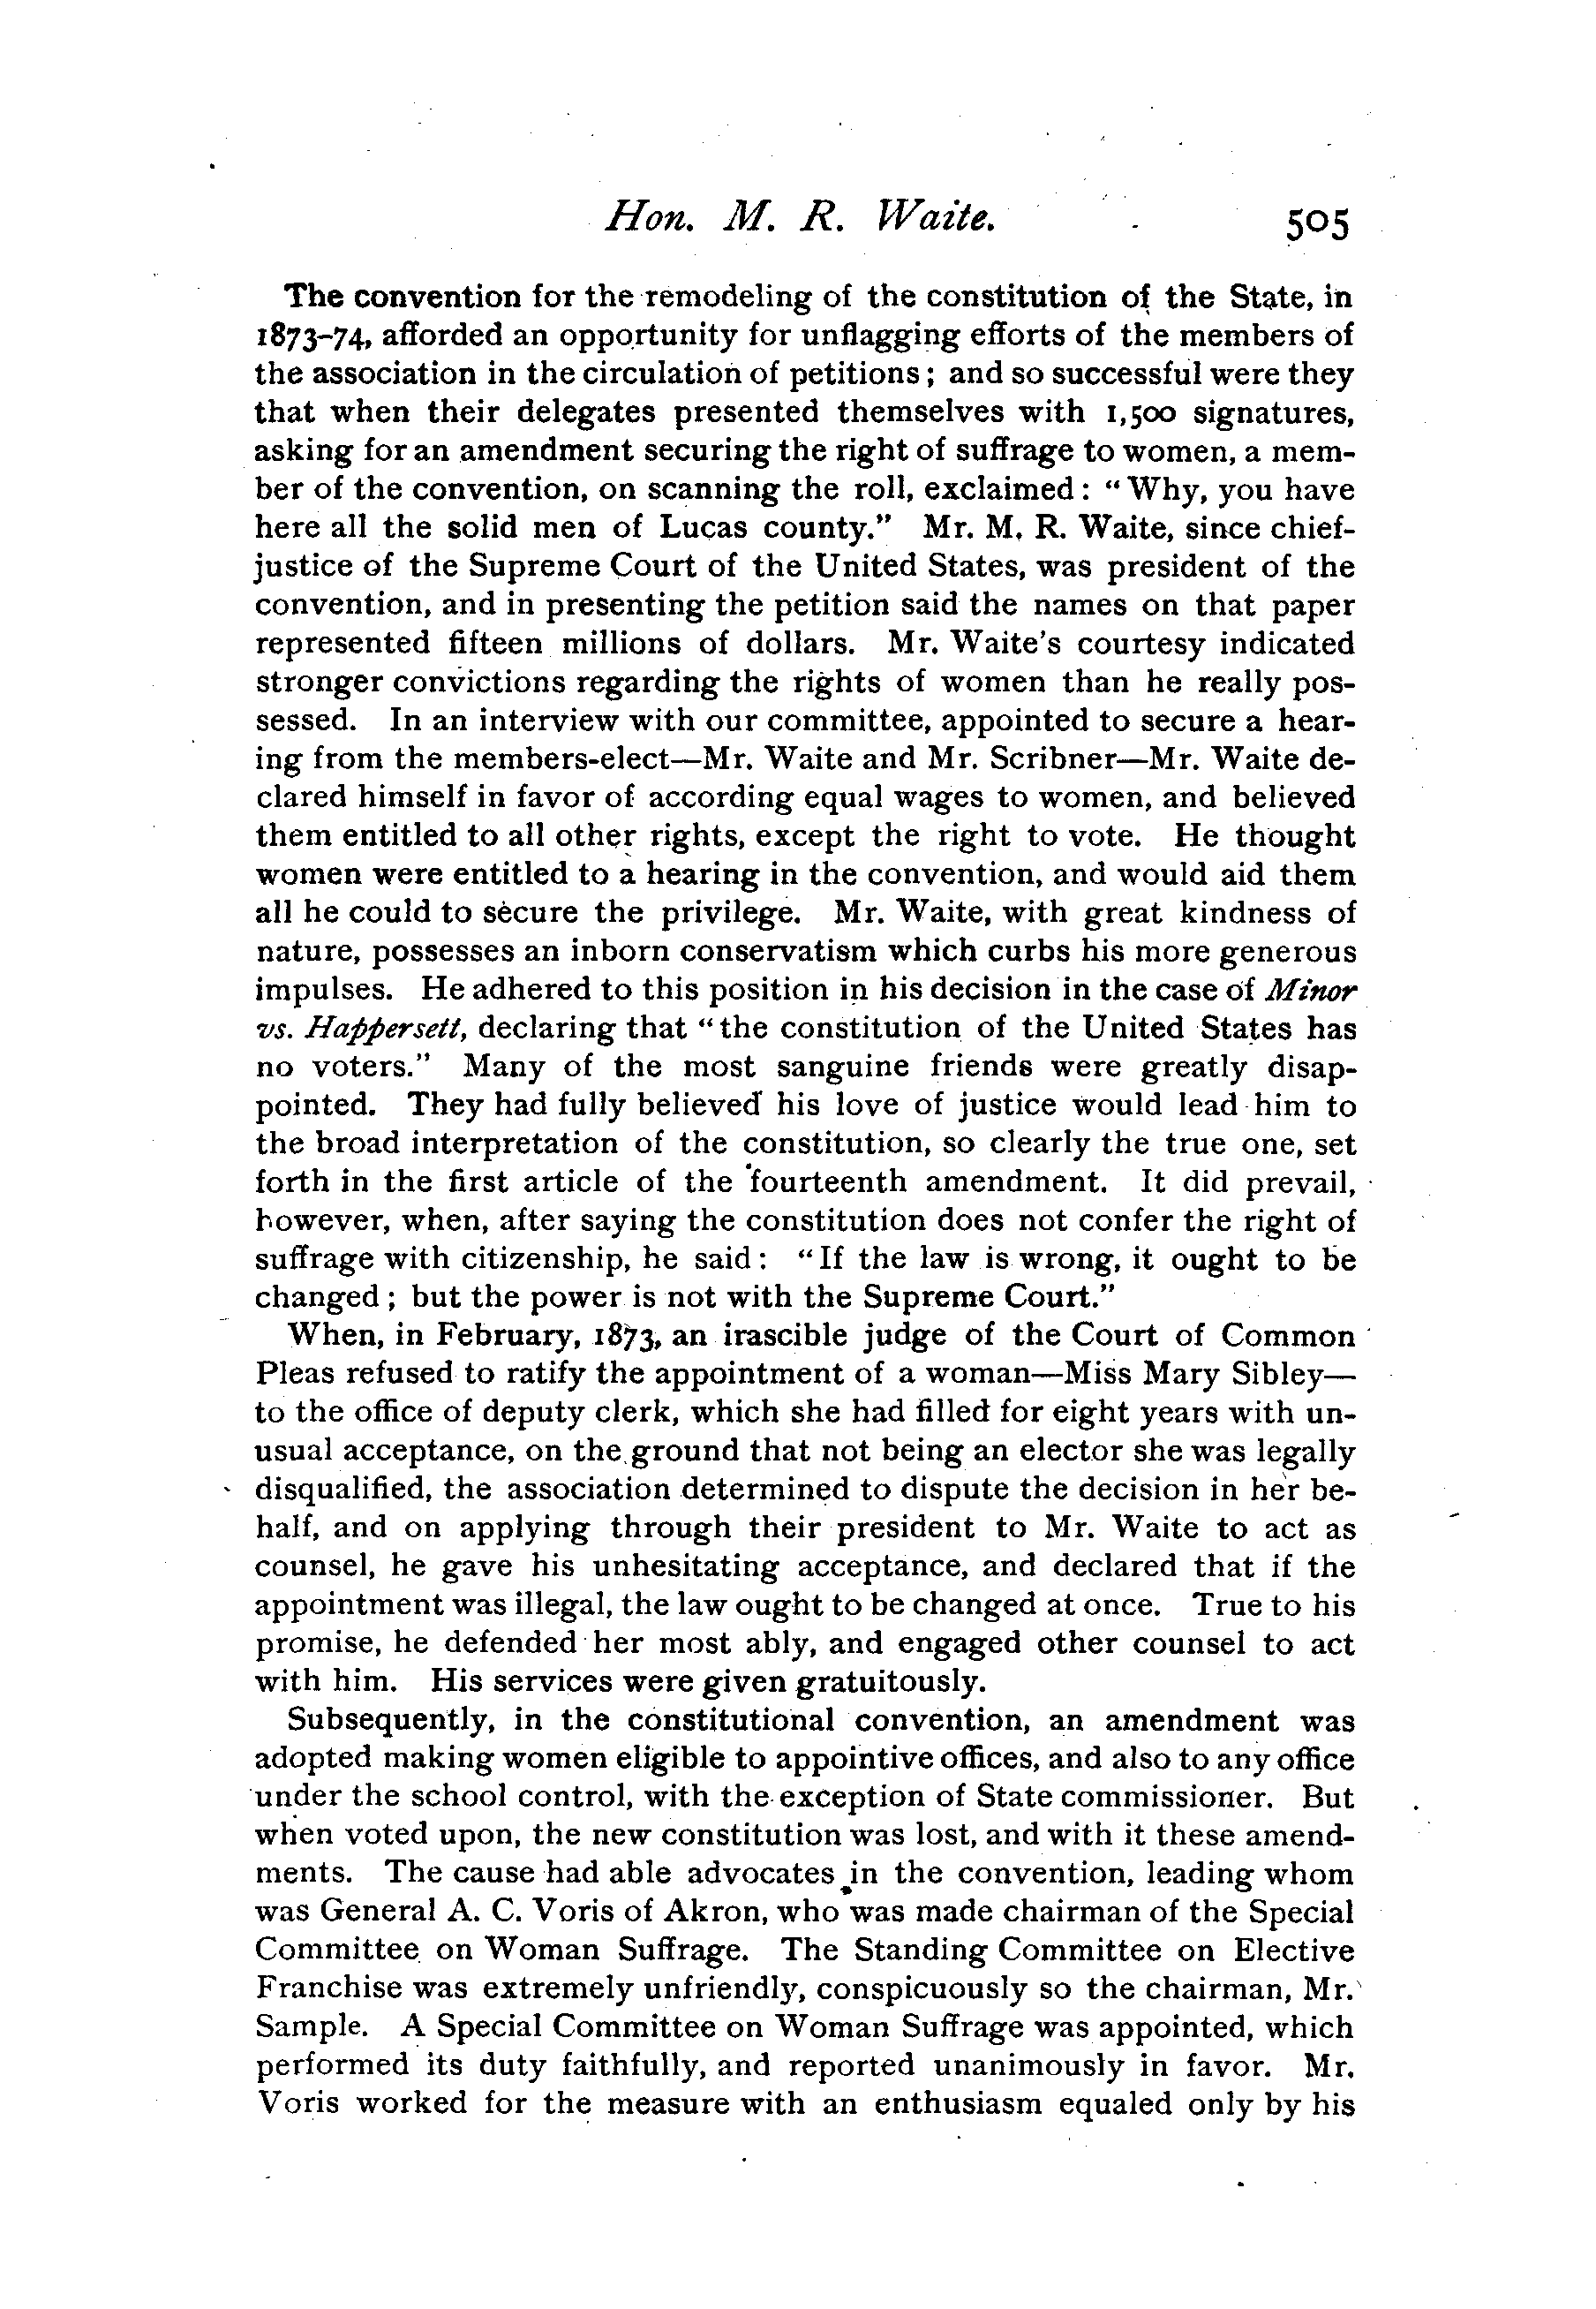 Hon. M. R. Waite. 505
The convention for the remodeling of the constitution of the State, in
1873–74, afforded an opportunity for unflagging efforts of the members of
the association in the circulation of petitions; and so successful were they
that when their delegates presented themselves with 1,500 signatures,
asking for an amendment securing the right of suffrage to women, a mem-
ber of the convention, on scanning the roll, exclaimed: "Why, you have
here all the solid men of Lucas county." Mr. M. R. Waite, since chief-
justice of the Supreme Court of the United States, was president of the
convention, and in presenting the petition said the names on that paper
represented fifteen millions of dollars. Mr. Waite's courtesy indicated
stronger convictions regarding the rights of women than he really pos-
sessed. In an interview with our committee, appointed to secure a hear-
ing from the members-elect—Mr. Waite and Mr. Scribner—Mr. Waite de-
clared himself in favor of according equal wages to women, and believed
them entitled to all other rights, except the right to vote. He thought
women were entitled to a hearing in the convention, and would aid them
all he could to secure the privilege. Mr. Waite, with great kindness of
nature, possesses an inborn conservatism which curbs his more generous
impulses. He adhered to this position in his decision in the case of Minor
vs. Happersett, declaring that "the constitution of the United States has
no voters." Many of the most sanguine friends were greatly disap-
pointed. They had fully believed his love of justice would lead him to
the broad interpretation of the constitution, so clearly the true one, set
forth in the first article of the fourteenth amendment. It did prevail,
however, when, after saying the constitution does not confer the right of
suffrage with citizenship, he said: "If the law is wrong, it ought to be
changed; but the power is not with the Supreme Court."
When, in February, 1873, an irascible judge of the Court of Common
Pleas refused to ratify the appointment of a woman—Miss Mary Sibley—
to the office of deputy clerk, which she had filled for eight years with un-
usual acceptance, on the ground that not being an elector she was legally
disqualified, the association determined to dispute the decision in her be-
half, and on applying through their president to Mr. Waite to act as
counsel, he gave his unhesitating acceptance, and declared that if the
appointment was illegal, the law ought to be changed at once. True to his
promise, he defended her most ably, and engaged other counsel to act
with him. His services were given gratuitously.
Subsequently, in the constitutional convention, an amendment was
adopted making women eligible to appointive offices, and also to any office
under the school control, with the exception of State commissioner. But
when voted upon, the new constitution was lost, and with it these amend-
ments. The cause had able advocates in the convention, leading whom
was General A. C. Voris of Akron, who was made chairman of the Special
Committee on Woman Suffrage. The Standing Committee on Elective
Franchise was extremely unfriendly, conspicuously so the chairman, Mr.
Sample. A Special Committee on Woman Suffrage was appointed, which
performed its duty faithfully, and reported unanimously in favor. Mr.
Voris worked for the measure with an enthusiasm equaled only by his